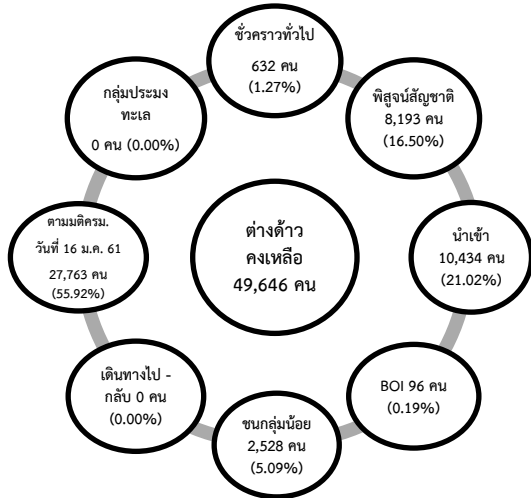 ชั่วคราวทั่วไป
632 คน
(1.27%)
พิสูจน์สัญชาติ
8,193 คน
(16.50%)
นำเข้า
10,434 คน
(21.02%)
BOI 96 คน
(0.19%)
ชนกลุ่มน้อย
2,528 คน
(5.09%)
เดินทางไป -
กลับ 0 คน
(0.00%)
ตามมติครม.
วันที่ 16 ม.ค. 61
27,763 คน
(55.92%)
กลุ่มประมง
ทะเล
0 คน (0.00%)
ต่างด้าว
คงเหลือ
49,646 คน